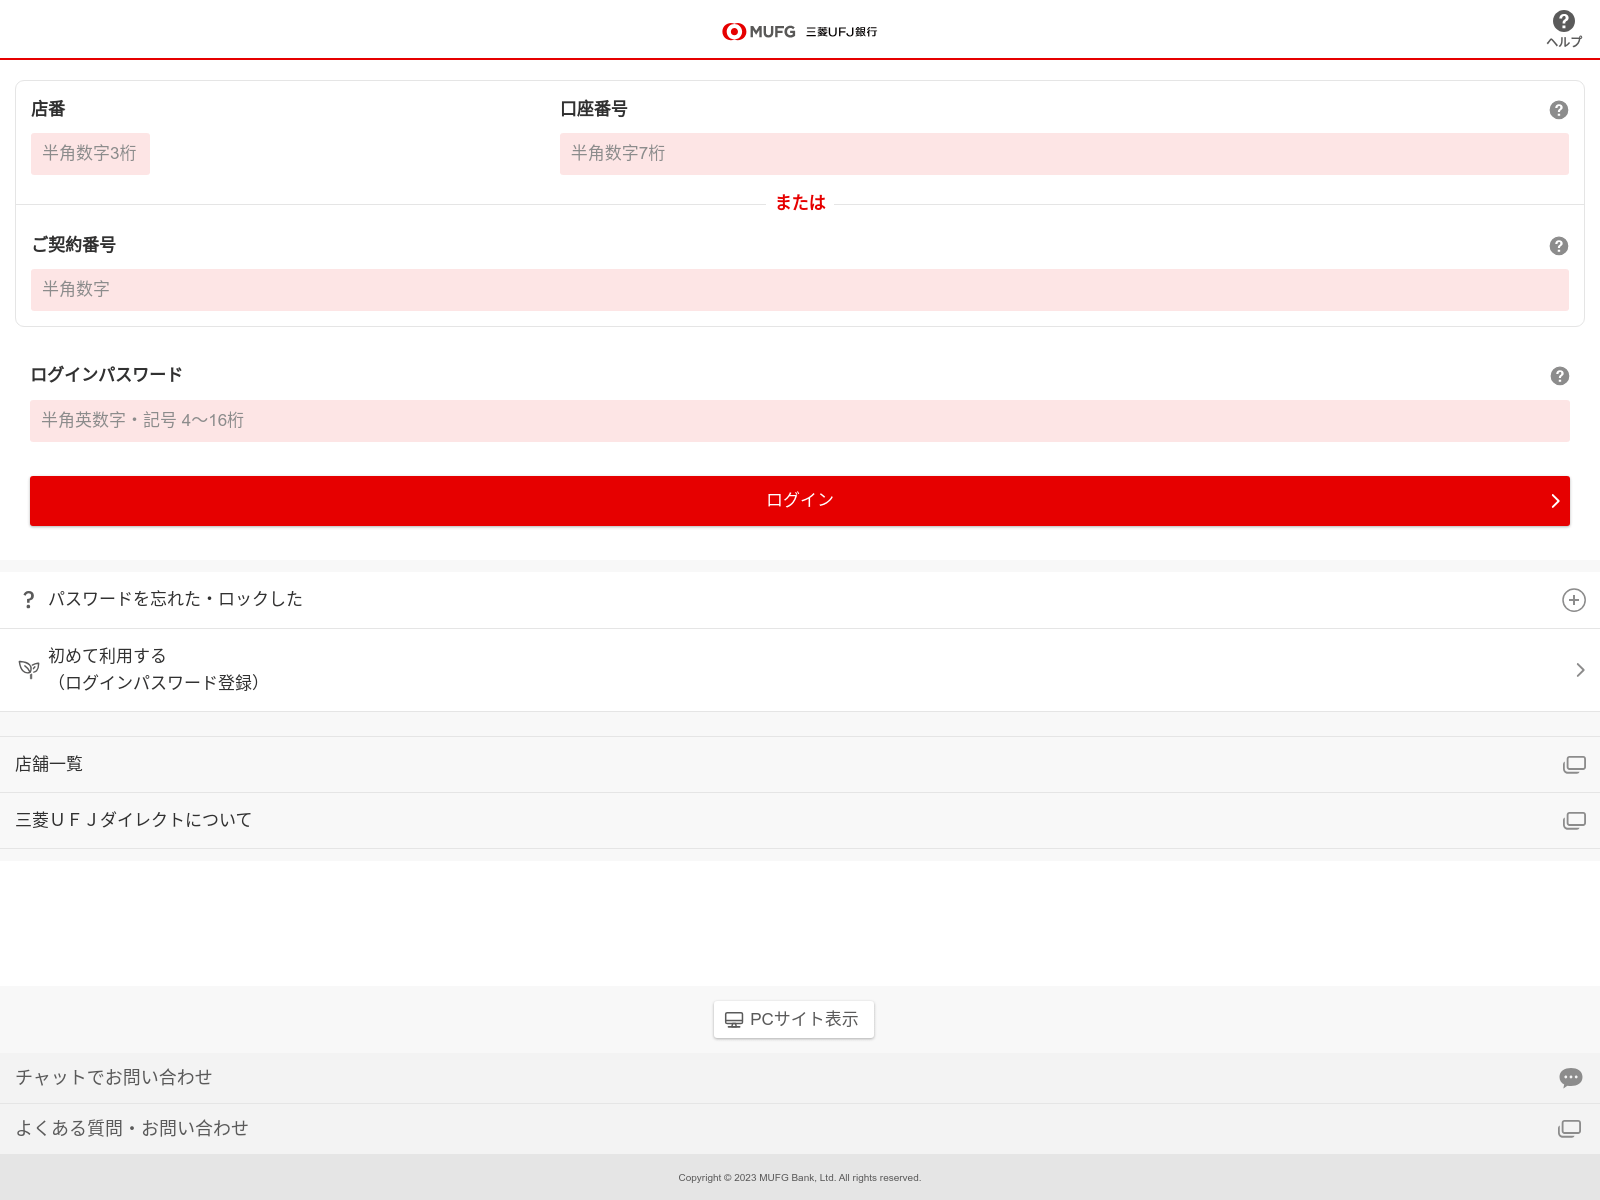 MUFG 三菱UFJ銀行
ヘルプ
店番
口座番号
半角数字3桁
半角数字7桁
または
ご契約番号
半角数字
ログインパスワード
半角英数字・記号 4～16桁
ログイン
パスワードを忘れた・ロックした
初めて利用する
（ログインパスワード登録）
店舗一覧
三菱ＵＦＪダイレクトについて
PCサイト表示
チャットでお問い合わせ
よくある質問・お問い合わせ
Copyright © 2023 MUFG Bank, Ltd. All rights reserved.